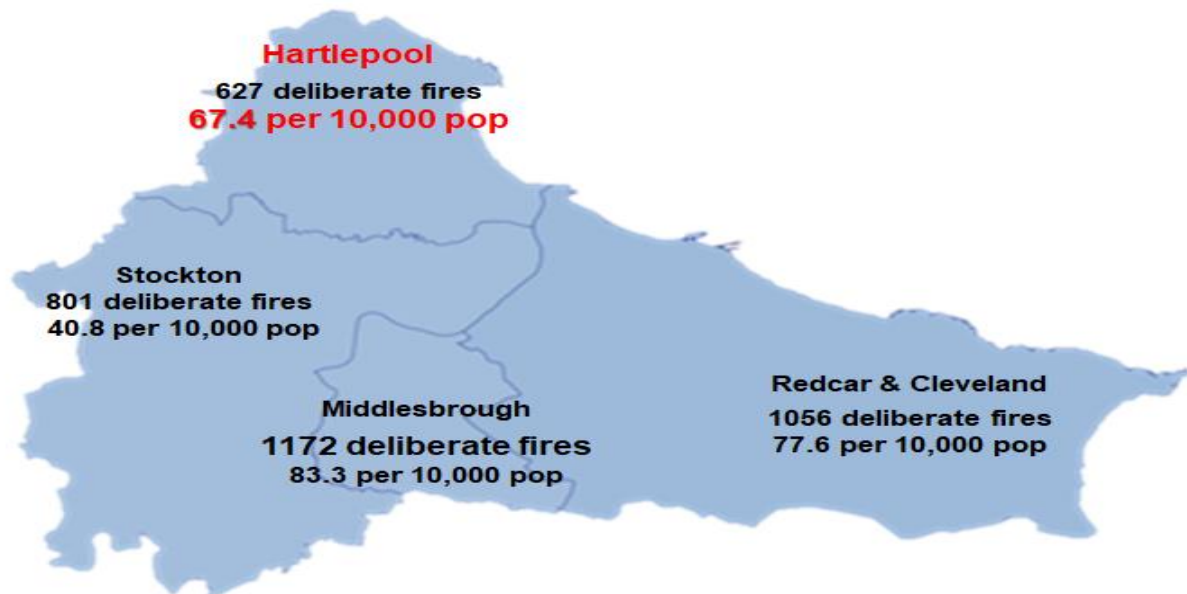 Hartlepool
627 deliberate fires
67.4 per 10,000 pop
Stockton
801 deliberate fires
40.8 per 10,000 pop
Middlesbrough
1172 deliberate fires
83.3 per 10,000 pop
Redcar & Cleveland
1056 deliberate fires
77.6 per 10,000 pop